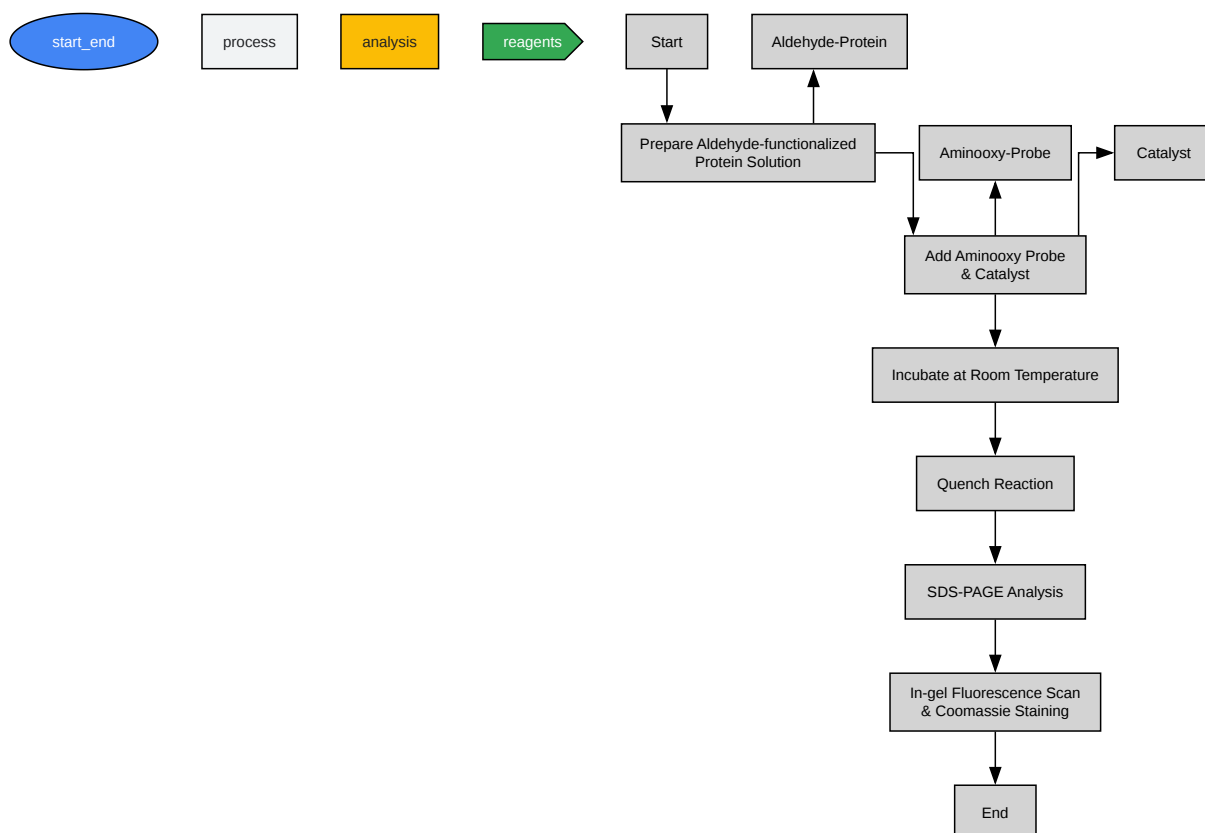 start_end
process
analysis
reagents
Start
Aldehyde-Protein
Prepare Aldehyde-functionalized
Protein Solution
Aminooxy-Probe
Catalyst
Add Aminooxy Probe
& Catalyst
Incubate at Room Temperature
Quench Reaction
SDS-PAGE Analysis
In-gel Fluorescence Scan
& Coomassie Staining
End